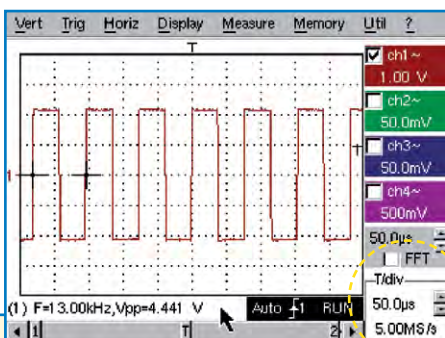 Vert Trig Horiz Display Measure Memory Util ?
T
ch1~
1.00 V
ch2~
50.0mV
ch3~
50.0mV
ch4~
500mV
T
1
50.0µs
FFT
T/div
50.0µs
5.00MS/s
(1) F=13.00kHz,Vpp=4.441 V
Auto 1 RUN
1 T 2